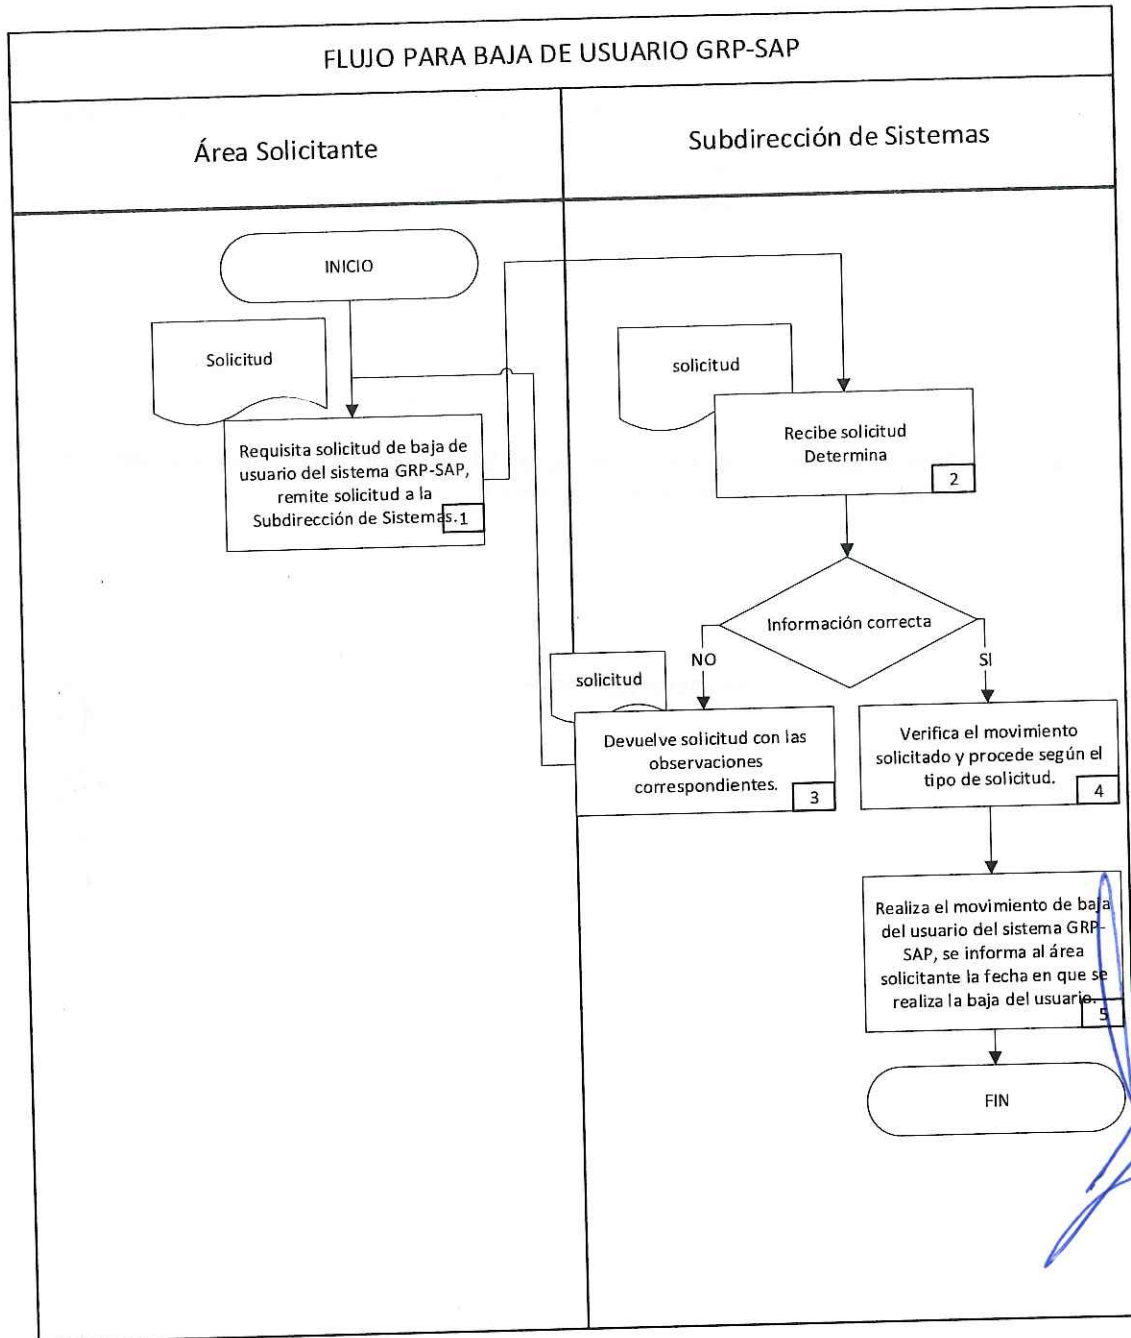 FLUJO PARA BAJA DE USUARIO GRP-SAP
Área Solicitante
Subdirección de Sistemas
INICIO
Solicitud
Requisita solicitud de baja de
usuario del sistema GRP-SAP,
remite solicitud a la
Subdirección de Sistemas.
1
solicitud
Recibe solicitud
Determina
2
Información correcta
NO
SI
solicitud
Devuelve solicitud con las
observaciones
correspondientes.
3
Verifica el movimiento
solicitado y procede según el
tipo de solicitud.
4
Realiza el movimiento de baja
del usuario del sistema GRP-
SAP, se informa al área
solicitante la fecha en que se
realiza la baja del usuario.
5
FIN